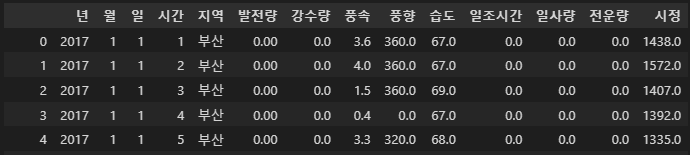 년 월 일 시간 지역 발전량 강수량 풍속 풍향 습도 일조시간 일사량 전운량 시정
0 2017 1 1 1 부산 0.00 0.0 3.6 360.0 67.0 0.0 0.0 0.0 1438.0
1 2017 1 1 2 부산 0.00 0.0 4.0 360.0 67.0 0.0 0.0 0.0 1572.0
2 2017 1 1 3 부산 0.00 0.0 1.5 360.0 69.0 0.0 0.0 0.0 1407.0
3 2017 1 1 4 부산 0.00 0.0 0.4 0.0 67.0 0.0 0.0 0.0 1392.0
4 2017 1 1 5 부산 0.00 0.0 3.3 320.0 68.0 0.0 0.0 0.0 1335.0